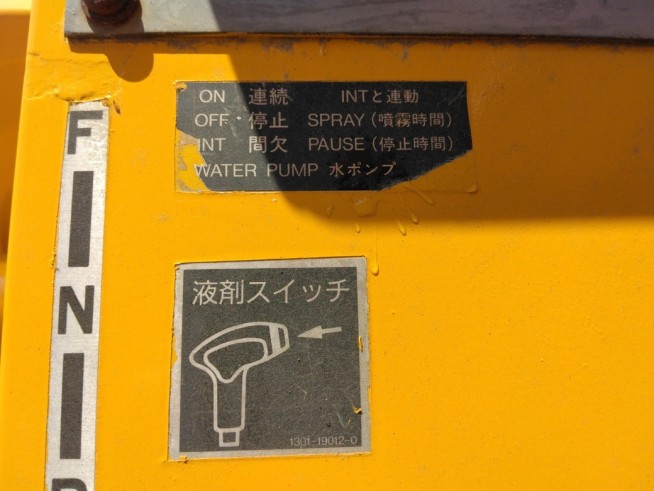 ON 連続 INTと連動
OFF・停止 SPRAY(噴霧時間)
INT 間欠 PAUSE(停止時間)
WATER PUMP 水ポンプ
液剤スイッチ
1301-19012-0
F
N